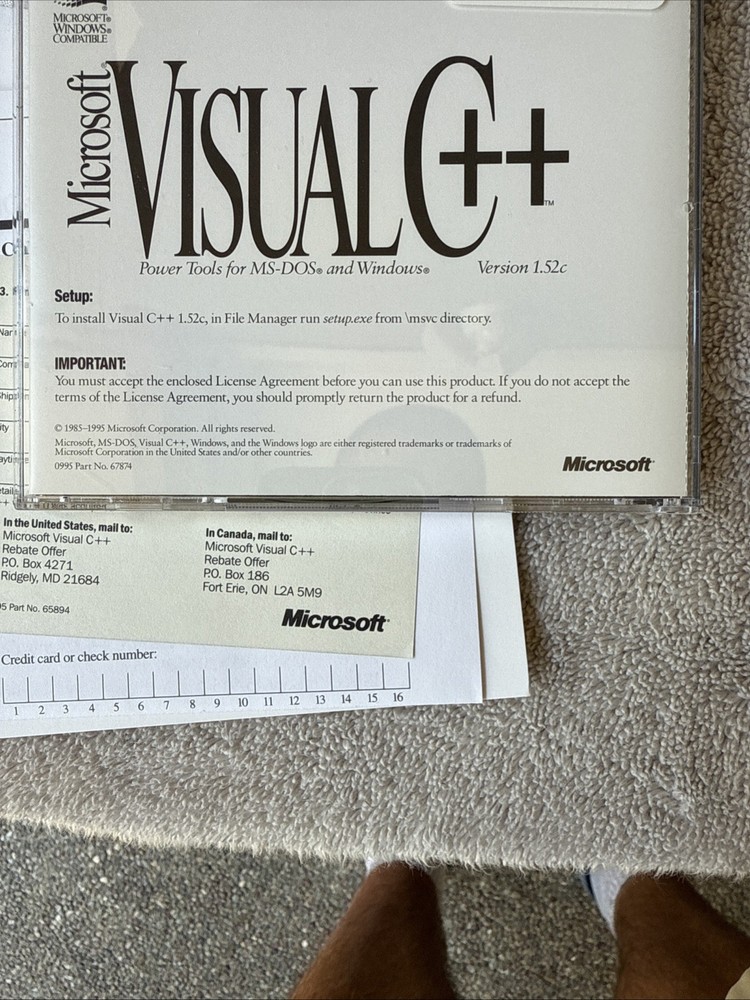 MICROSOFT®
WINDOWS®
COMPATIBLE
Microsoft®
VISUAL C++™
Power Tools for MS-DOS® and Windows® Version 1.52c
Setup:
To install Visual C++ 1.52c, in File Manager run setup.exe from \msvc directory.
IMPORTANT:
You must accept the enclosed License Agreement before you can use this product. If you do not accept the
terms of the License Agreement, you should promptly return the product for a refund.
© 1985–1995 Microsoft Corporation. All rights reserved.
Microsoft, MS-DOS, Visual C++, Windows, and the Windows logo are either registered trademarks or trademarks of
Microsoft Corporation in the United States and/or other countries.
0995 Part No. 67874
Microsoft
3.
In the United States, mail to:
Microsoft Visual C++
Rebate Offer
P.O. Box 4271
Ridgely, MD 21684
Part No. 65894
In Canada, mail to:
Microsoft Visual C++
Rebate Offer
P.O. Box 186
Fort Erie, ON L2A 5M9
Microsoft
Credit card or check number:
1 2 3 4 5 6 7 8 9 10 11 12 13 14 15 16